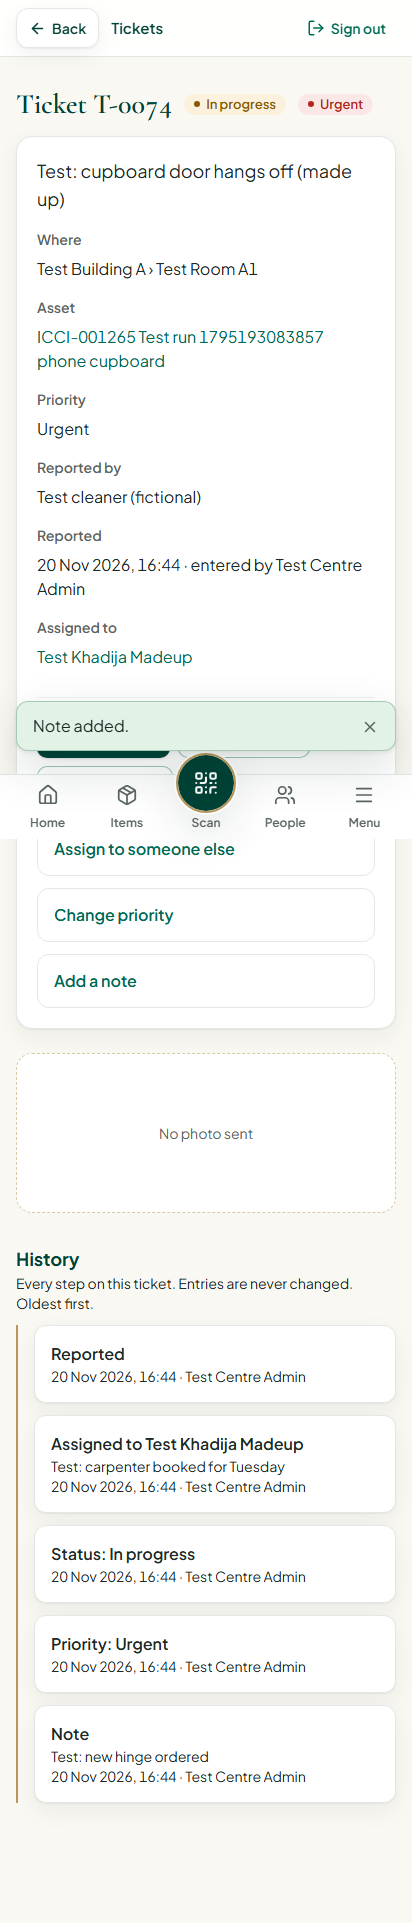 Back
Tickets
Sign out
Ticket T-0074
In progress
Urgent
Test: cupboard door hangs off (made
up)
Where
Test Building A › Test Room A1
Asset
ICCI-001265 Test run 1795193083857
phone cupboard
Priority
Urgent
Reported by
Test cleaner (fictional)
Reported
20 Nov 2026, 16:44 · entered by Test Centre
Admin
Assigned to
Test Khadija Madeup
Note added.
Home
Items
Scan
People
Menu
Assign to someone else
Change priority
Add a note
No photo sent
History
Every step on this ticket. Entries are never changed.
Oldest first.
Reported
20 Nov 2026, 16:44 · Test Centre Admin
Assigned to Test Khadija Madeup
Test: carpenter booked for Tuesday
20 Nov 2026, 16:44 · Test Centre Admin
Status: In progress
20 Nov 2026, 16:44 · Test Centre Admin
Priority: Urgent
20 Nov 2026, 16:44 · Test Centre Admin
Note
Test: new hinge ordered
20 Nov 2026, 16:44 · Test Centre Admin